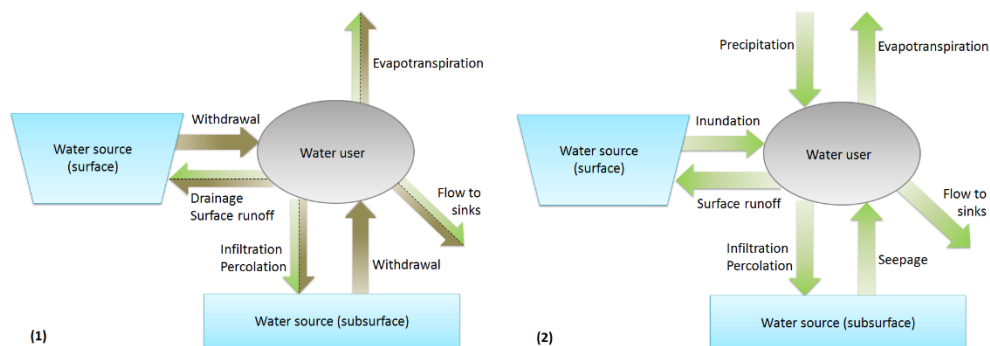 Evapotranspiration
Withdrawal
Water source
(surface)
Water user
Drainage
Surface runoff
Flow to
sinks
Infiltration
Percolation
Withdrawal
Water source (subsurface)
(1)
Precipitation
Evapotranspiration
Inundation
Water source
(surface)
Water user
Surface runoff
Flow to
sinks
Infiltration
Percolation
Seepage
Water source (subsurface)
(2)